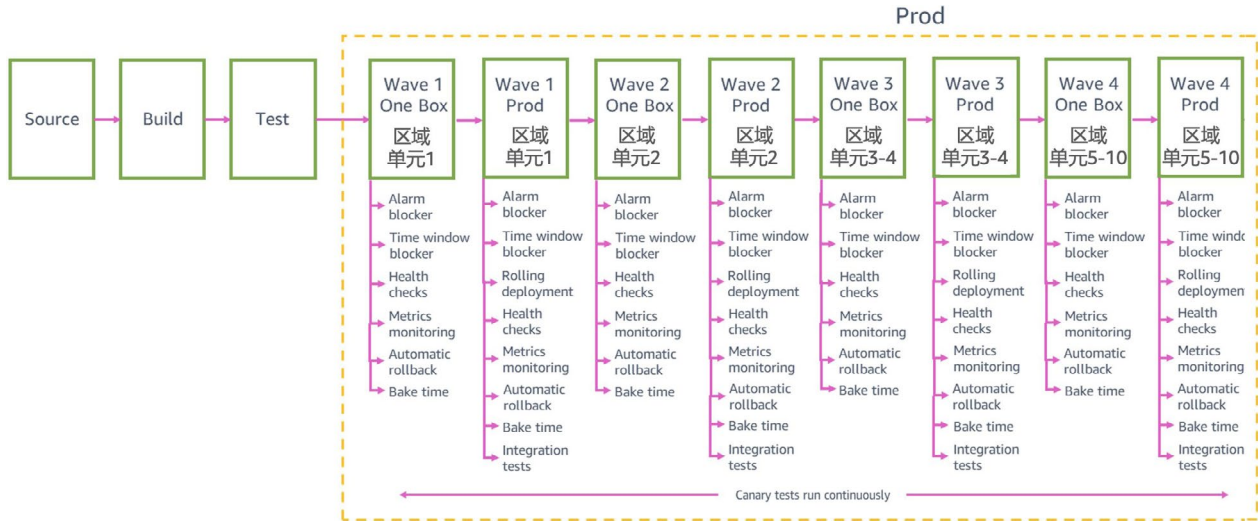 Prod
Source
Build
Test
Wave 1
One Box
区域
单元1
Wave 1
Prod
区域
单元1
Wave 2
One Box
区域
单元2
Wave 2
Prod
区域
单元2
Wave 3
One Box
区域
单元3-4
Wave 3
Prod
区域
单元3-4
Wave 4
One Box
区域
单元5-10
Wave 4
Prod
区域
单元5-10
Alarm
blocker
Time window
blocker
Health
checks
Metrics
monitoring
Automatic
rollback
Bake time
Alarm
blocker
Time window
blocker
Rolling
deployment
Health
checks
Metrics
monitoring
Automatic
rollback
Bake time
Integration
tests
Alarm
blocker
Time window
blocker
Health
checks
Metrics
monitoring
Automatic
rollback
Bake time
Alarm
blocker
Time window
blocker
Rolling
deployment
Health
checks
Metrics
monitoring
Automatic
rollback
Bake time
Integration
tests
Alarm
blocker
Time window
blocker
Health
checks
Metrics
monitoring
Automatic
rollback
Bake time
Alarm
blocker
Time window
blocker
Rolling
deployment
Health
checks
Metrics
monitoring
Automatic
rollback
Bake time
Integration
tests
Alarm
blocker
Time window
blocker
Health
checks
Metrics
monitoring
Automatic
rollback
Bake time
Alarm
blocker
Time windo
blocker
Rolling
deploymen
Health
checks
Metrics
monitoring
Automatic
rollback
Bake time
Integration
tests
Canary tests run continuously